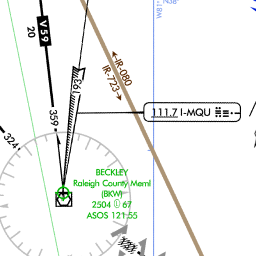 V59
20
IR-080
IR-723
193°
359
324
111.7 I-MQU
BECKLEY
Raleigh County Meml
(BKW)
2504 67
ASOS 121.55